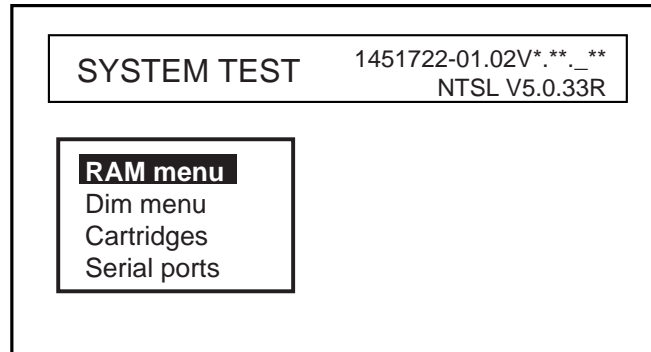 SYSTEM TEST
1451722-01.02V*.**._**
NTSL V5.0.33R
RAM menu
Dim menu
Cartridges
Serial ports